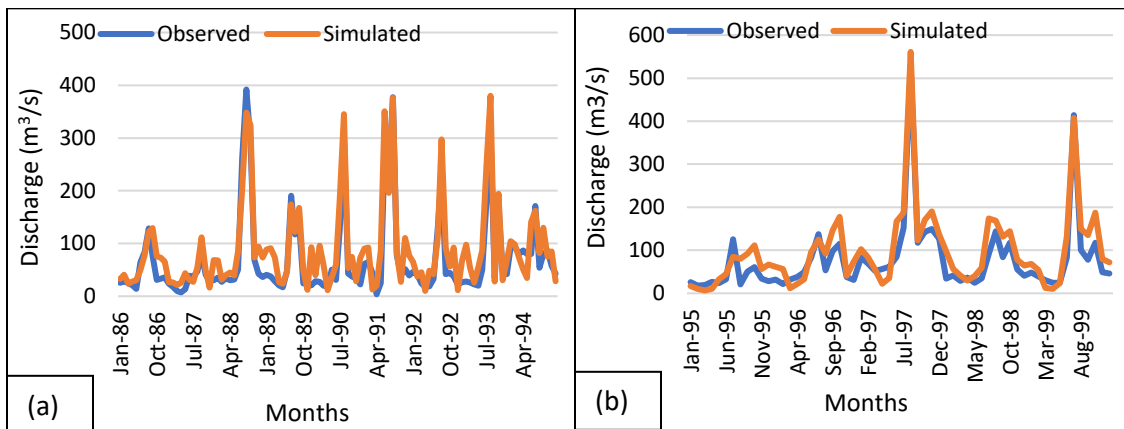 500
Observed
Simulated
400
300
200
100
0
Discharge (m³/s)
Jan-86
Oct-86
Jul-87
Apr-88
Jan-89
Oct-89
Jul-90
Apr-91
Jan-92
Oct-92
Jul-93
Apr-94
Months
(a)
600
Observed
Simulated
500
400
300
200
100
0
Discharge (m3/s)
Jan-95
Jun-95
Nov-95
Apr-96
Sep-96
Feb-97
Jul-97
Dec-97
May-98
Oct-98
Mar-99
Aug-99
Months
(b)